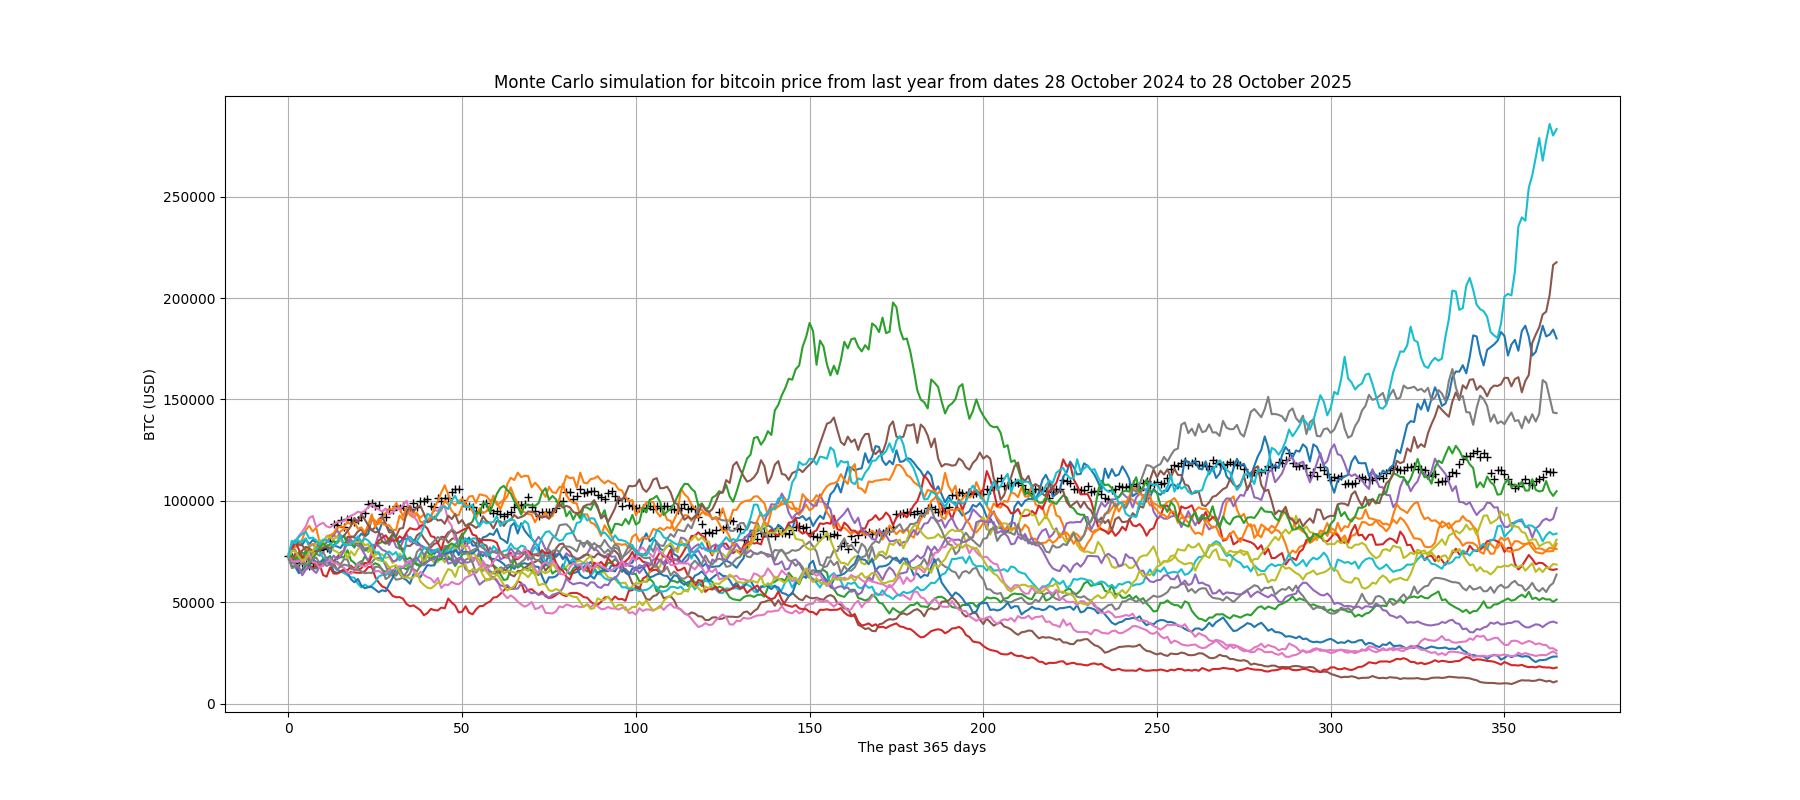 Monte Carlo simulation for bitcoin price from last year from dates 28 October 2024 to 28 October 2025
BTC (USD)
250000
200000
150000
100000
50000
0
0 50 100 150 200 250 300 350
The past 365 days